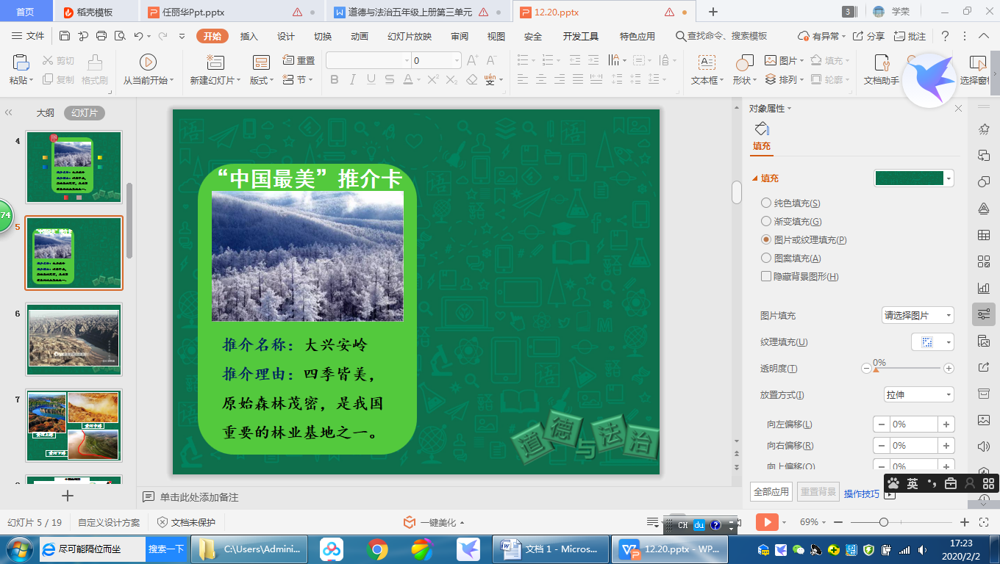 首页
稻壳模板
任丽华Ppt.pptx
道德与法治五年级上册第三单元
12.20.pptx
3
学荣
文件
开始
插入
设计
切换
动画
幻灯片放映
审阅
视图
安全
开发工具
特色应用
查找命令、搜索模板
有异常
分享
批注
粘贴
剪切
复制
格式刷
从当前开始
新建幻灯片
版式
重置
节
0
文本框
形状
图片
排列
填充
轮廓
文档助手
选择窗格
大纲
幻灯片
4
5
6
7
74
黄河上游
黄河中游
黄河下游
“中国最美”推介卡
推介名称：大兴安岭
推介理由：四季皆美，
原始森林茂密，是我国
重要的林业基地之一。
道德与法治
单击此处添加备注
对象属性
填充
填充
纯色填充(S)
渐变填充(G)
图片或纹理填充(P)
图案填充(A)
隐藏背景图形(H)
图片填充
请选择图片
纹理填充(U)
透明度(T)
0%
放置方式(I)
拉伸
向左偏移(L)
0%
向右偏移(R)
0%
向上偏移(O)
0%
全部应用
重置背景
操作技巧
英
幻灯片 5 / 19
自定义设计方案
文档未保护
一键美化
CH
du
69%
尽可能隔位而坐
搜索一下
C:\Users\Admini...
文档 1 - Micros...
12.20.pptx - WP...
17:23
2020/2/2